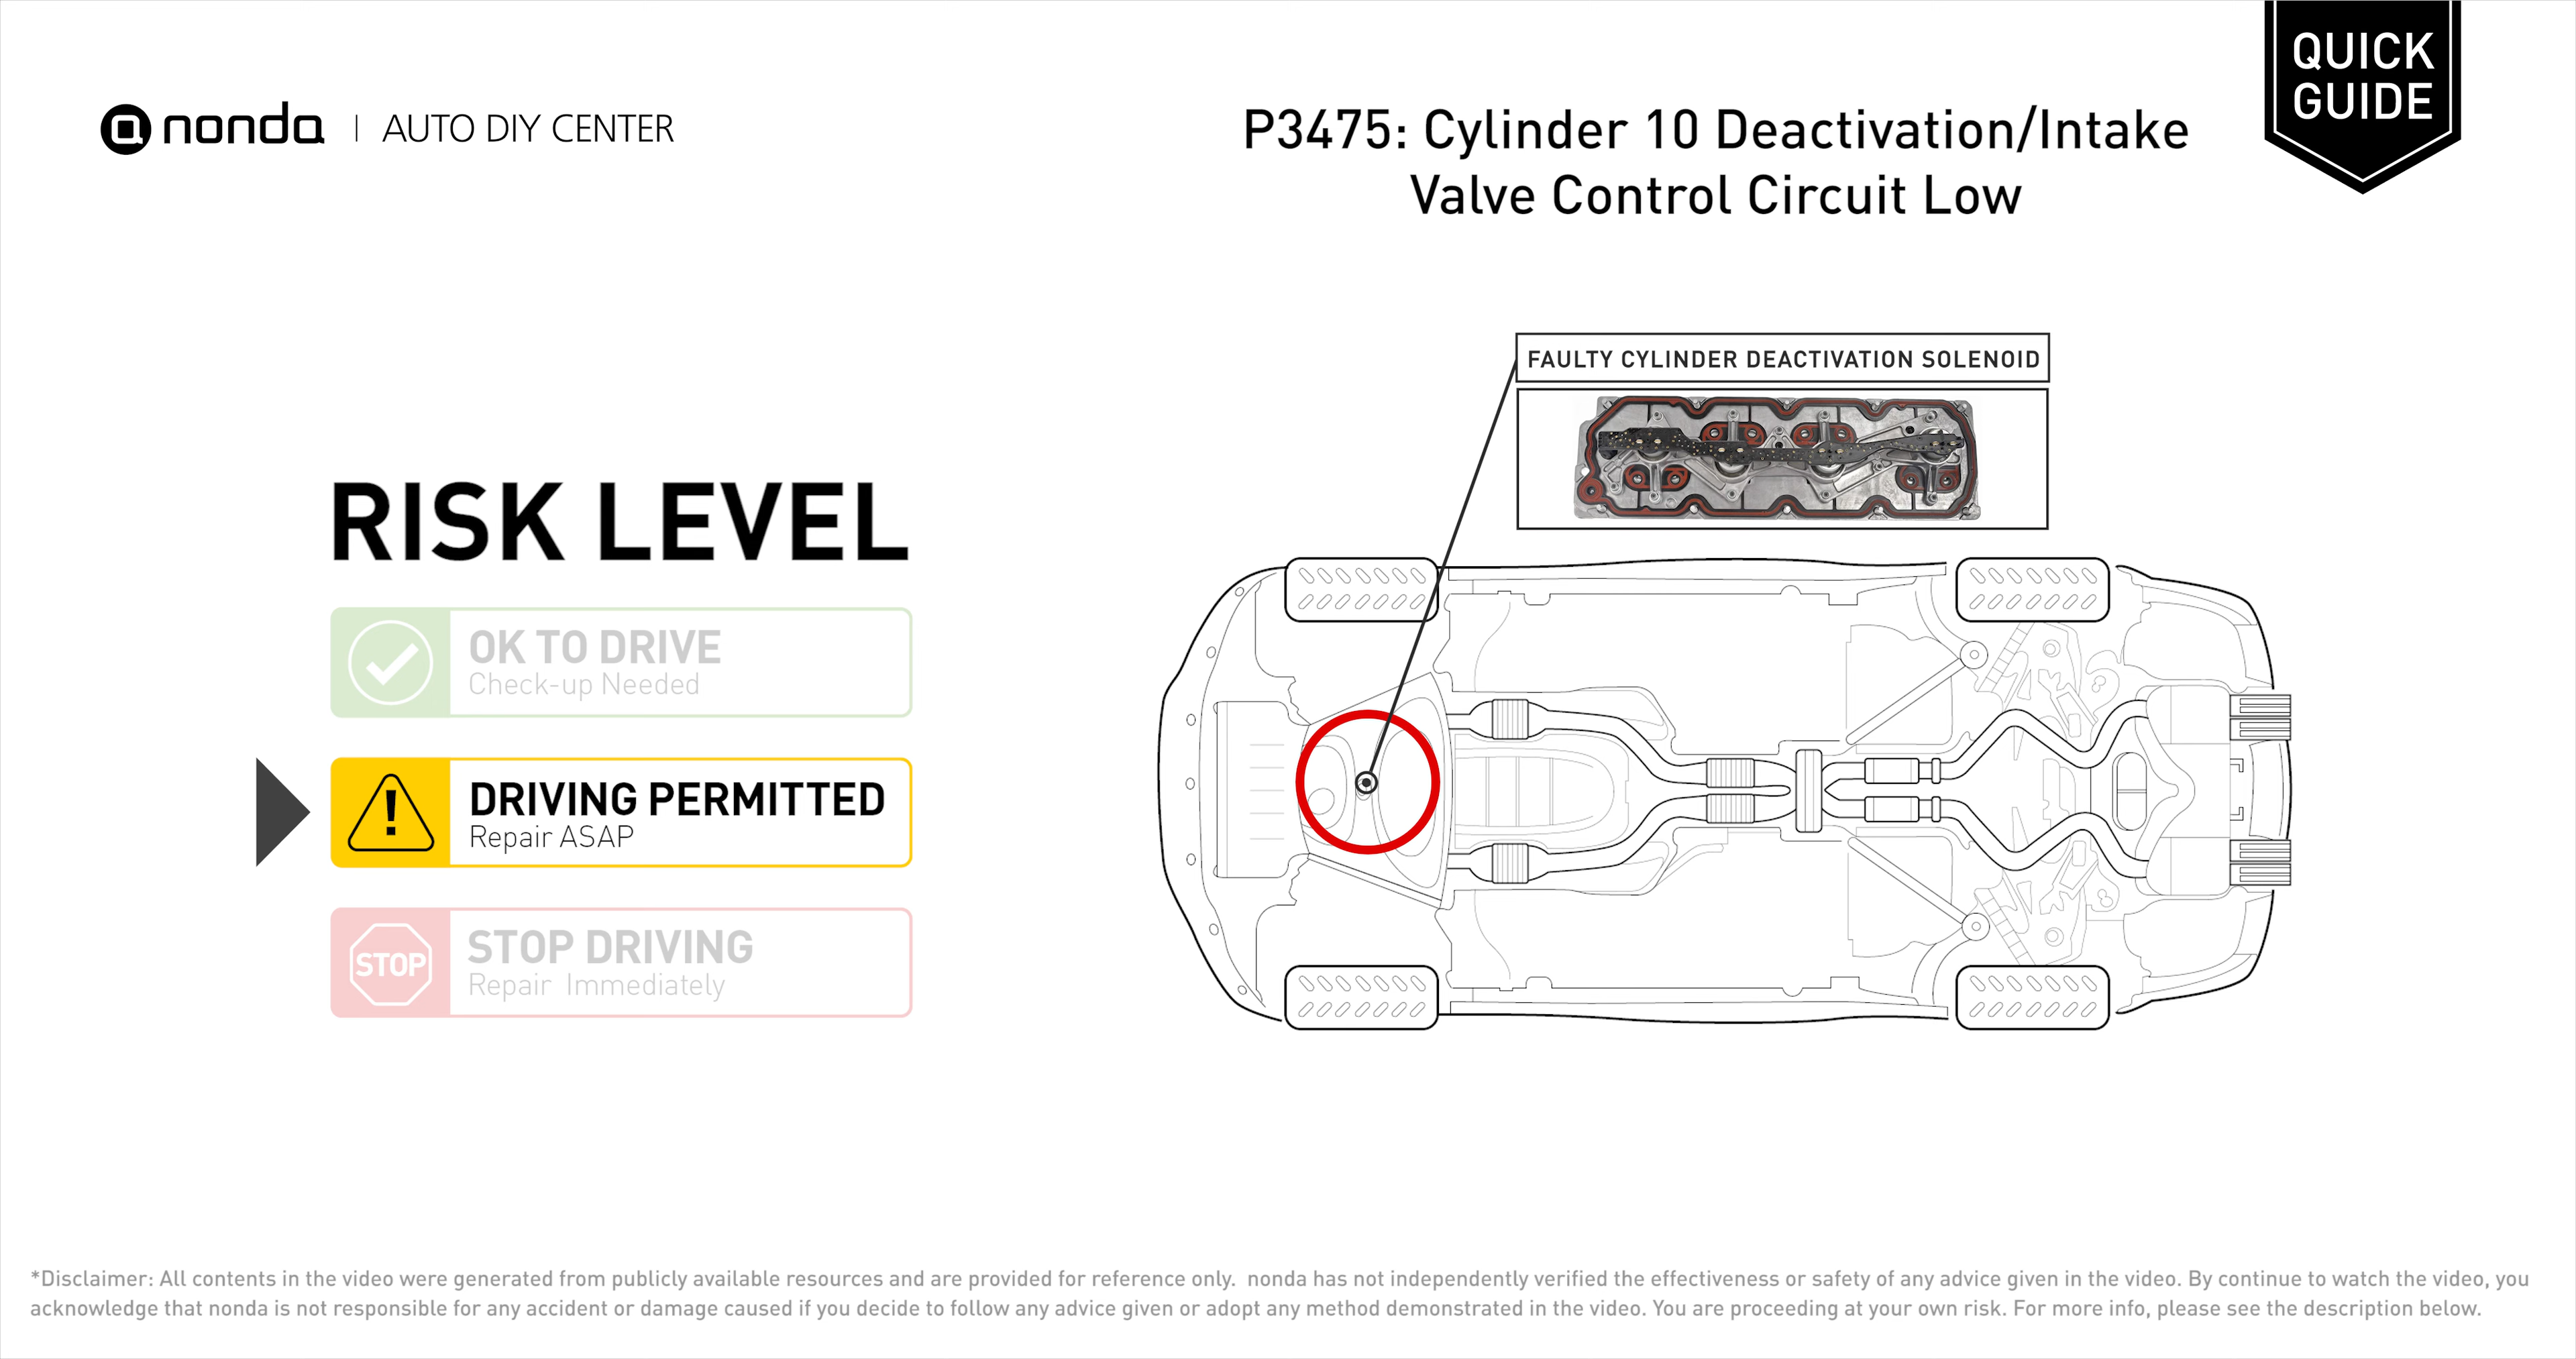 nonda | AUTO DIY CENTER
P3475: Cylinder 10 Deactivation/Intake
Valve Control Circuit Low
QUICK
GUIDE
FAULTY CYLINDER DEACTIVATION SOLENOID
RISK LEVEL
OK TO DRIVE
Check-up Needed
DRIVING PERMITTED
Repair ASAP
STOP
STOP DRIVING
Repair Immediately
*Disclaimer: All contents in the video were generated from publicly available resources and are provided for reference only. nonda has not independently verified the effectiveness or safety of any advice given in the video. By continue to watch the video, you
acknowledge that nonda is not responsible for any accident or damage caused if you decide to follow any advice given or adopt any method demonstrated in the video. You are proceeding at your own risk. For more info, please see the description below.